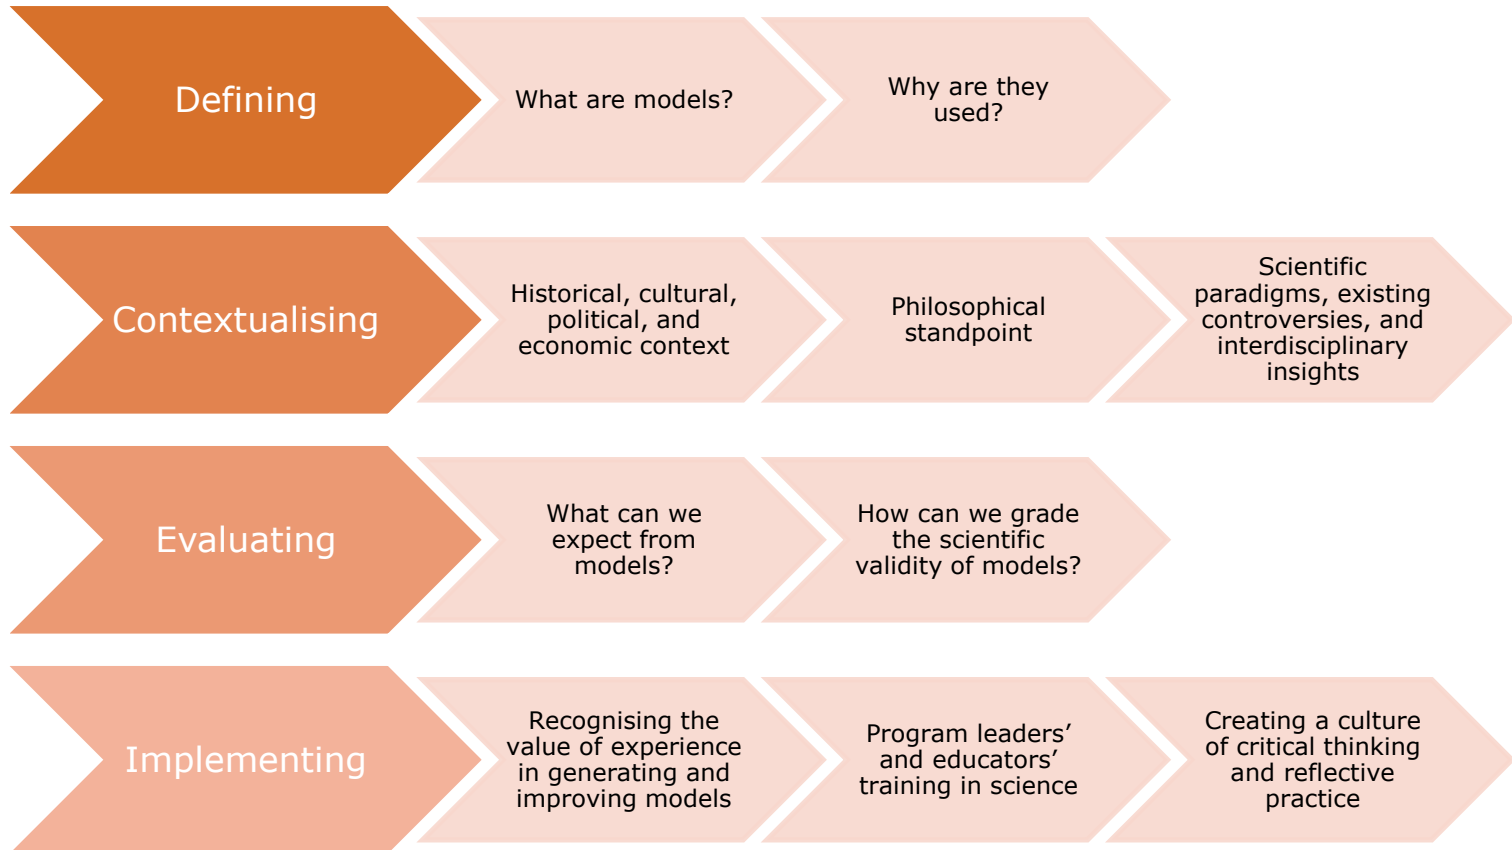 Defining
What are models?
Why are they
used?
Contextualising
Historical, cultural,
political, and
economic context
Philosophical
standpoint
Scientific
paradigms, existing
controversies, and
interdisciplinary
insights
Evaluating
What can we
expect from
models?
How can we grade
the scientific
validity of models?
Implementing
Recognising the
value of experience
in generating and
improving models
Program leaders’
and educators’
training in science
Creating a culture
of critical thinking
and reflective
practice